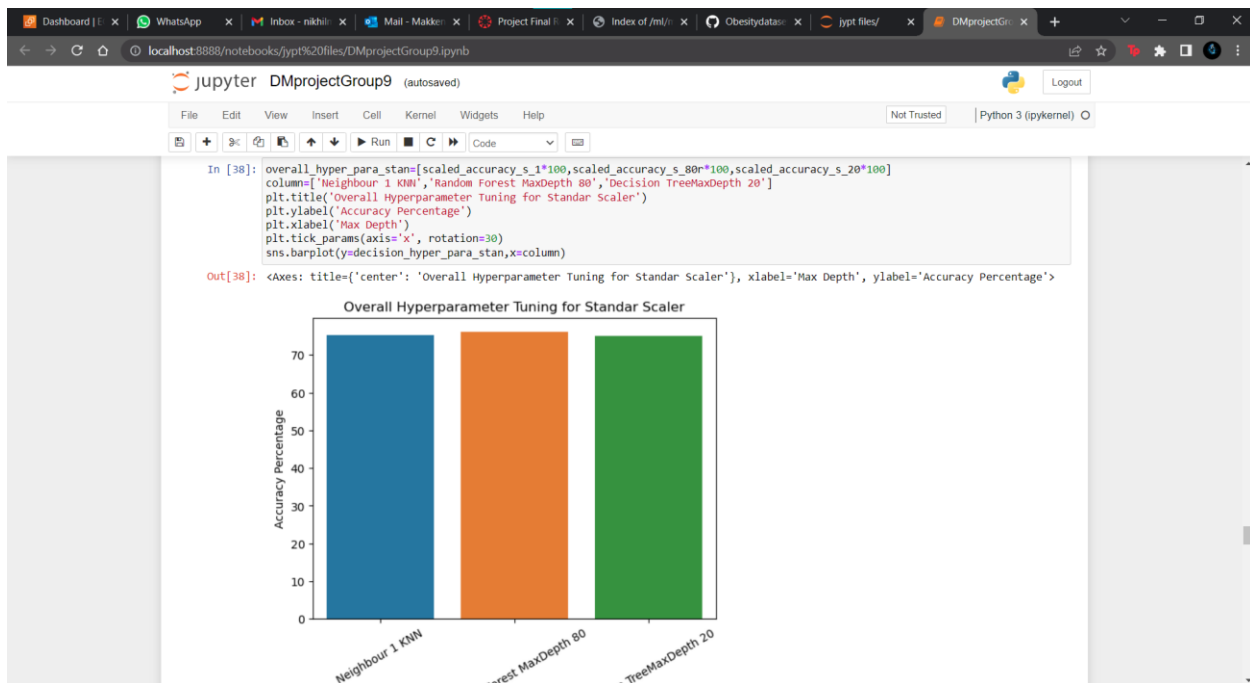 Dashboard | E
WhatsApp
Inbox - nikhiln
Mail - Makken
Project Final R
Index of /ml/
Obesitydatase
jypt files/
DMprojectGro
localhost:8888/notebooks/jypt%20files/DMprojectGroup9.ipynb
Jupyter DMprojectGroup9 (autosaved)
Logout
File Edit View Insert Cell Kernel Widgets Help
Not Trusted
Python 3 (ipykernel)
Run
Code
In [38]: overall_hyper_para_stan=[scaled_accuracy_s_1*100,scaled_accuracy_s_80r*100,scaled_accuracy_s_20*100]
column=['Neighbour 1 KNN','Random Forest MaxDepth 80','Decision TreeMaxDepth 20']
plt.title('Overall Hyperparameter Tuning for Standar Scaler')
plt.ylabel('Accuracy Percentage')
plt.xlabel('Max Depth')
plt.tick_params(axis='x', rotation=30)
sns.barplot(y=decision_hyper_para_stan,x=column)
Out[38]: <Axes: title={'center': 'Overall Hyperparameter Tuning for Standar Scaler'}, xlabel='Max Depth', ylabel='Accuracy Percentage'>
Overall Hyperparameter Tuning for Standar Scaler
70
60
50
40
30
20
10
0
Accuracy Percentage
Neighbour 1 KNN
rest MaxDepth 80
TreeMaxDepth 20